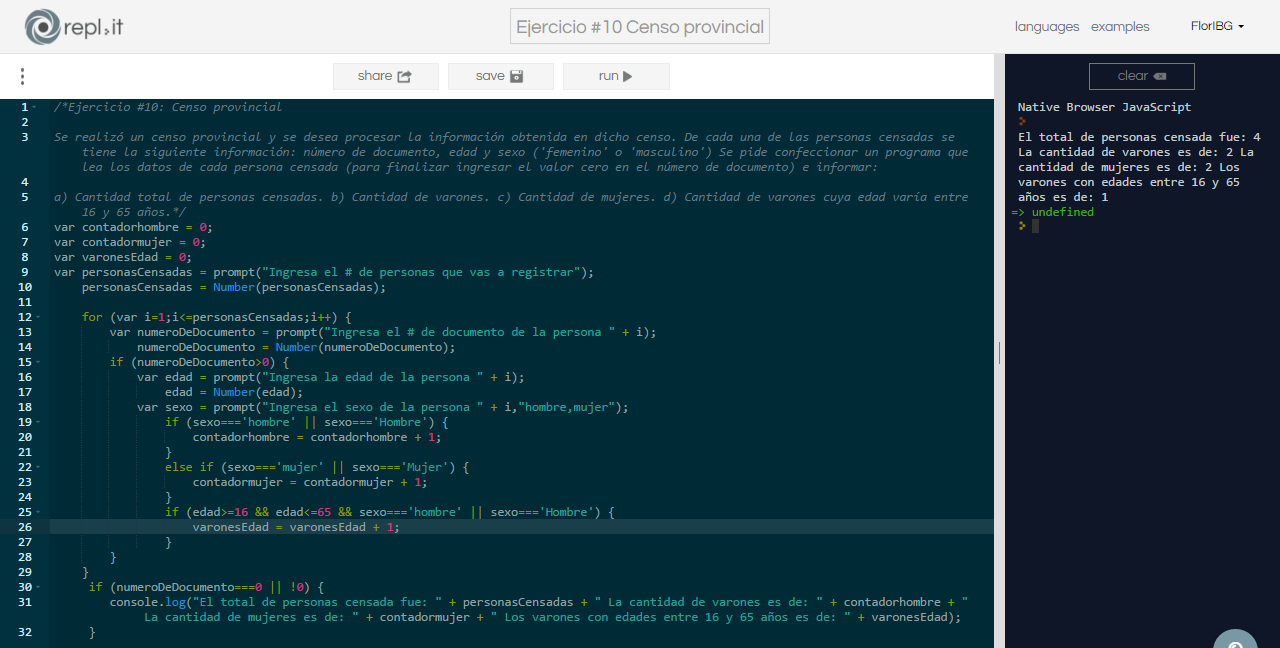 repl.it
Ejercicio #10 Censo provincial
languages examples FloriBG
share save run clear
1 /*Ejercicio #10: Censo provincial
2
3 Se realizó un censo provincial y se desea procesar la información obtenida en dicho censo. De cada una de las personas censadas se
tiene la siguiente información: número de documento, edad y sexo ('femenino' o 'masculino') Se pide confeccionar un programa que
lea los datos de cada persona censada (para finalizar ingresar el valor cero en el número de documento) e informar:
4
5 a) Cantidad total de personas censadas. b) Cantidad de varones. c) Cantidad de mujeres. d) Cantidad de varones cuya edad varía entre
16 y 65 años.*/
6 var contadorhombre = 0;
7 var contadormujer = 0;
8 var varonesEdad = 0;
9 var personasCensadas = prompt("Ingresa el # de personas que vas a registrar");
10 personasCensadas = Number(personasCensadas);
11
12 for (var i=1;i<=personasCensadas;i++) {
13 var numeroDeDocumento = prompt("Ingresa el # de documento de la persona " + i);
14 numeroDeDocumento = Number(numeroDeDocumento);
15 if (numeroDeDocumento>0) {
16 var edad = prompt("Ingresa la edad de la persona " + i);
17 edad = Number(edad);
18 var sexo = prompt("Ingresa el sexo de la persona " + i,"hombre,mujer");
19 if (sexo==='hombre' || sexo==='Hombre') {
20 contadorhombre = contadorhombre + 1;
21 }
22 else if (sexo==='mujer' || sexo==='Mujer') {
23 contadormujer = contadormujer + 1;
24 }
25 if (edad>=16 && edad<=65 && sexo==='hombre' || sexo==='Hombre') {
26 varonesEdad = varonesEdad + 1;
27 }
28 }
29 }
30 if (numeroDeDocumento===0 || !0) {
31 console.log("El total de personas censada fue: " + personasCensadas + " La cantidad de varones es de: " + contadorhombre + "
La cantidad de mujeres es de: " + contadormujer + " Los varones con edades entre 16 y 65 años es de: " + varonesEdad);
32 }
Native Browser JavaScript
El total de personas censada fue: 4
La cantidad de varones es de: 2 La
cantidad de mujeres es de: 2 Los
varones con edades entre 16 y 65
años es de: 1
=> undefined